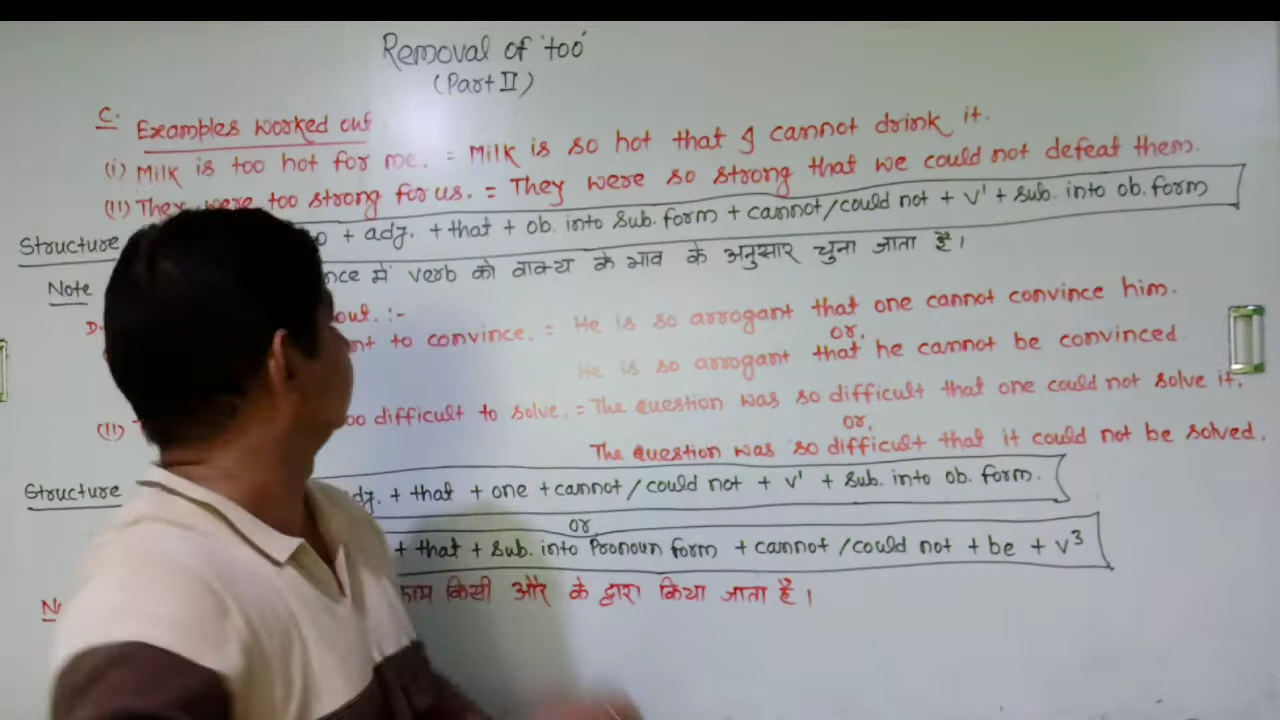 Removal of 'too'
(Part II)
C. Examples worked out
(i) Milk is too hot for me. = Milk is so hot that I cannot drink it.
(ii) They were too strong for us. = They were so strong that we could not defeat them.
Structure + adj. + that + ob. into sub. form + cannot/could not + v¹ + sub. into ob. form
Note में verb को वाक्य के भाव के अनुसार चुना जाता है।
D. out :-
to convince. = He is so arrogant that one cannot convince him.
or,
He is so arrogant that he cannot be convinced
(II) difficult to solve. = The question was so difficult that one could not solve it.
or,
The question was so difficult that it could not be solved.
Structure + that + one + cannot/could not + v¹ + sub. into ob. form.
or
+ that + sub. into Pronoun form + cannot/could not + be + v³
काम किसी और के द्वारा किया जाता है।